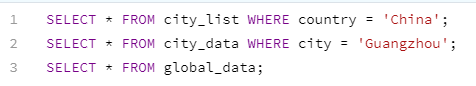 1 SELECT * FROM city_list WHERE country = 'China';
2 SELECT * FROM city_data WHERE city = 'Guangzhou';
3 SELECT * FROM global_data;